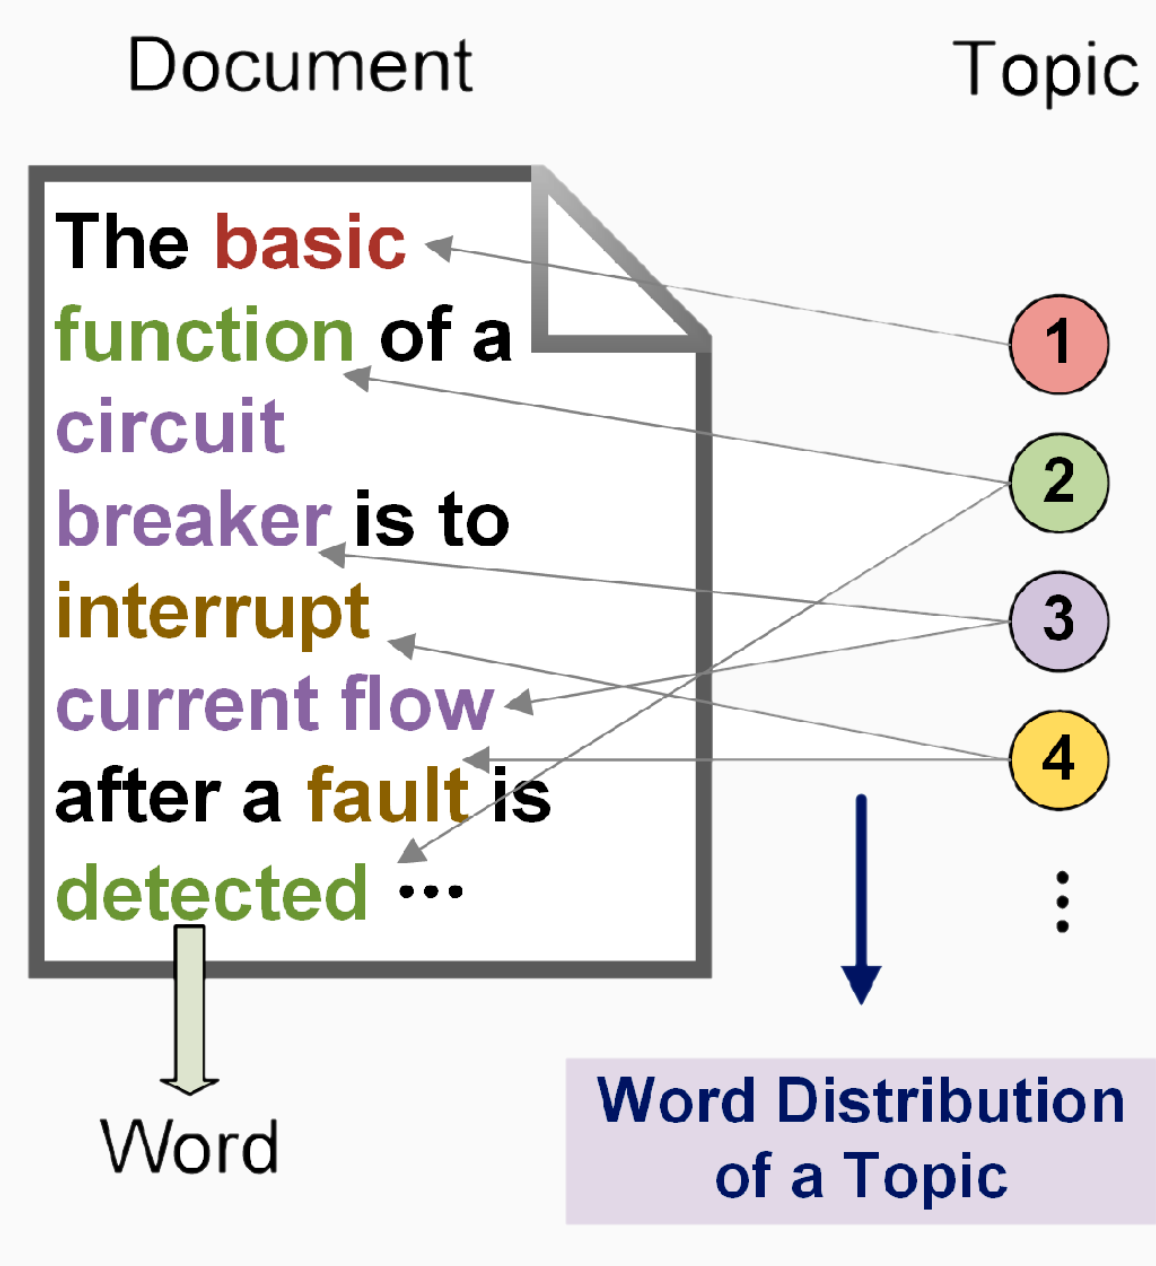 Document
Topic
The basic
function of a
circuit
breaker is to
interrupt
current flow
after a fault is
detected ...
1
2
3
4
⋮
Word
Word Distribution
of a Topic